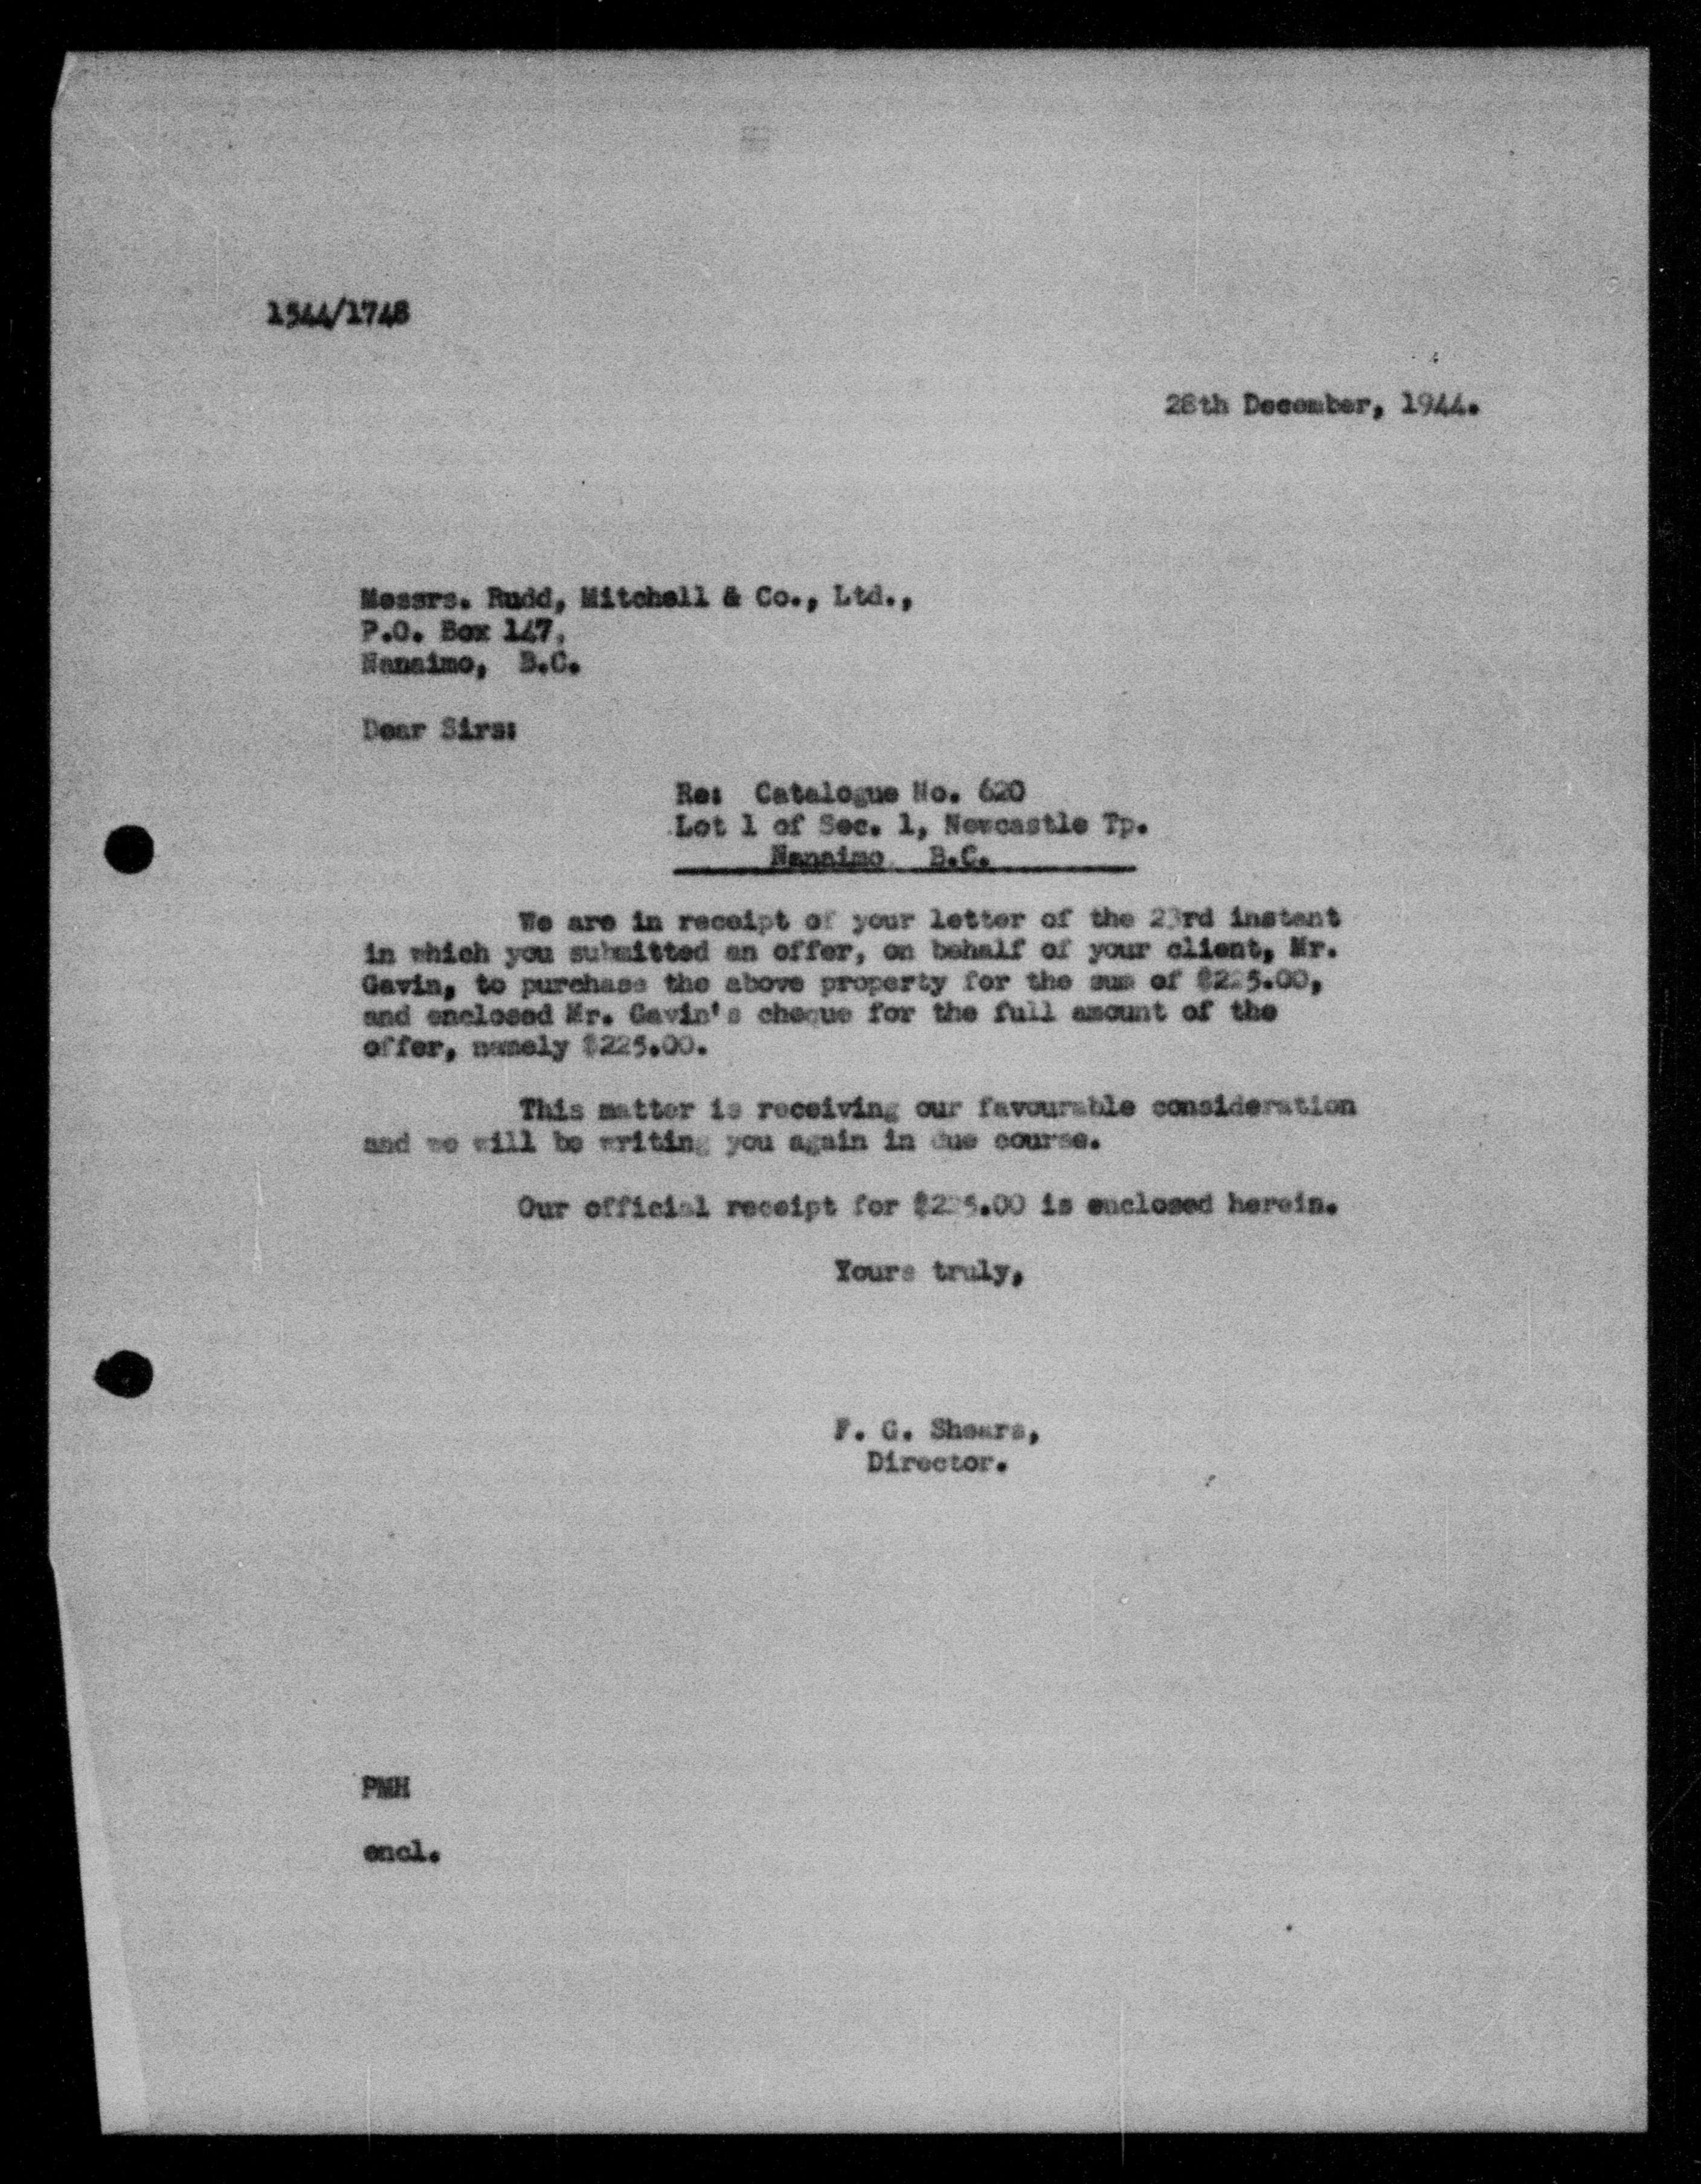 1544/1748
28th December, 1944.
Messrs. Rudd, Mitchell & Co., Ltd.,
P.O. Box 147,
Nanaimo, B.C.
Dear Sirs:
Re: Catalogue No. 620
Lot 1 of Sec. 1, Newcastle Tp.
Nanaimo, B.C.
We are in receipt of your letter of the 23rd instant
in which you submitted an offer, on behalf of your client, Mr.
Gavin, to purchase the above property for the sum of $225.00,
and enclosed Mr. Gavin's cheque for the full amount of the
offer, namely $225.00.
This matter is receiving our favourable consideration
and we will be writing you again in due course.
Our official receipt for $225.00 is enclosed herein.
Yours truly,
F. G. Shears,
Director.
PMH
encl.